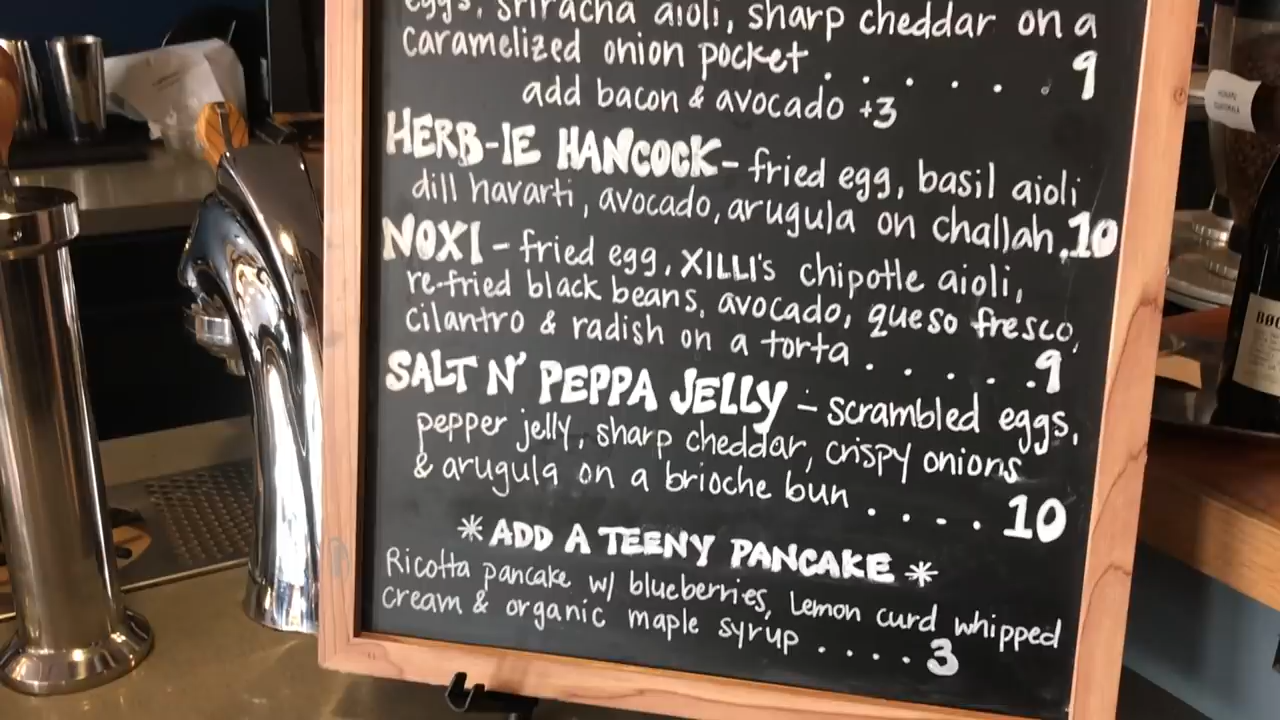 eggs, sriracha aioli, sharp cheddar on a
caramelized onion pocket . . . . . . 9
add bacon & avocado +3
HERB-IE HANCOCK- fried egg, basil aioli
dill havarti, avocado, arugula on challah .10
NOXI - fried egg, XILLI's chipotle aioli,
re-fried black beans, avocado, queso fresco,
cilantro & radish on a torta . . . . . .9
SALT N' PEPPA JELLY - scrambled eggs,
pepper jelly, sharp cheddar, crispy onions
& arugula on a brioche bun . . . . 10
*ADD A TEENY PANCAKE*
Ricotta pancake w/ blueberries, lemon curd whipped
cream & organic maple syrup . . . . 3